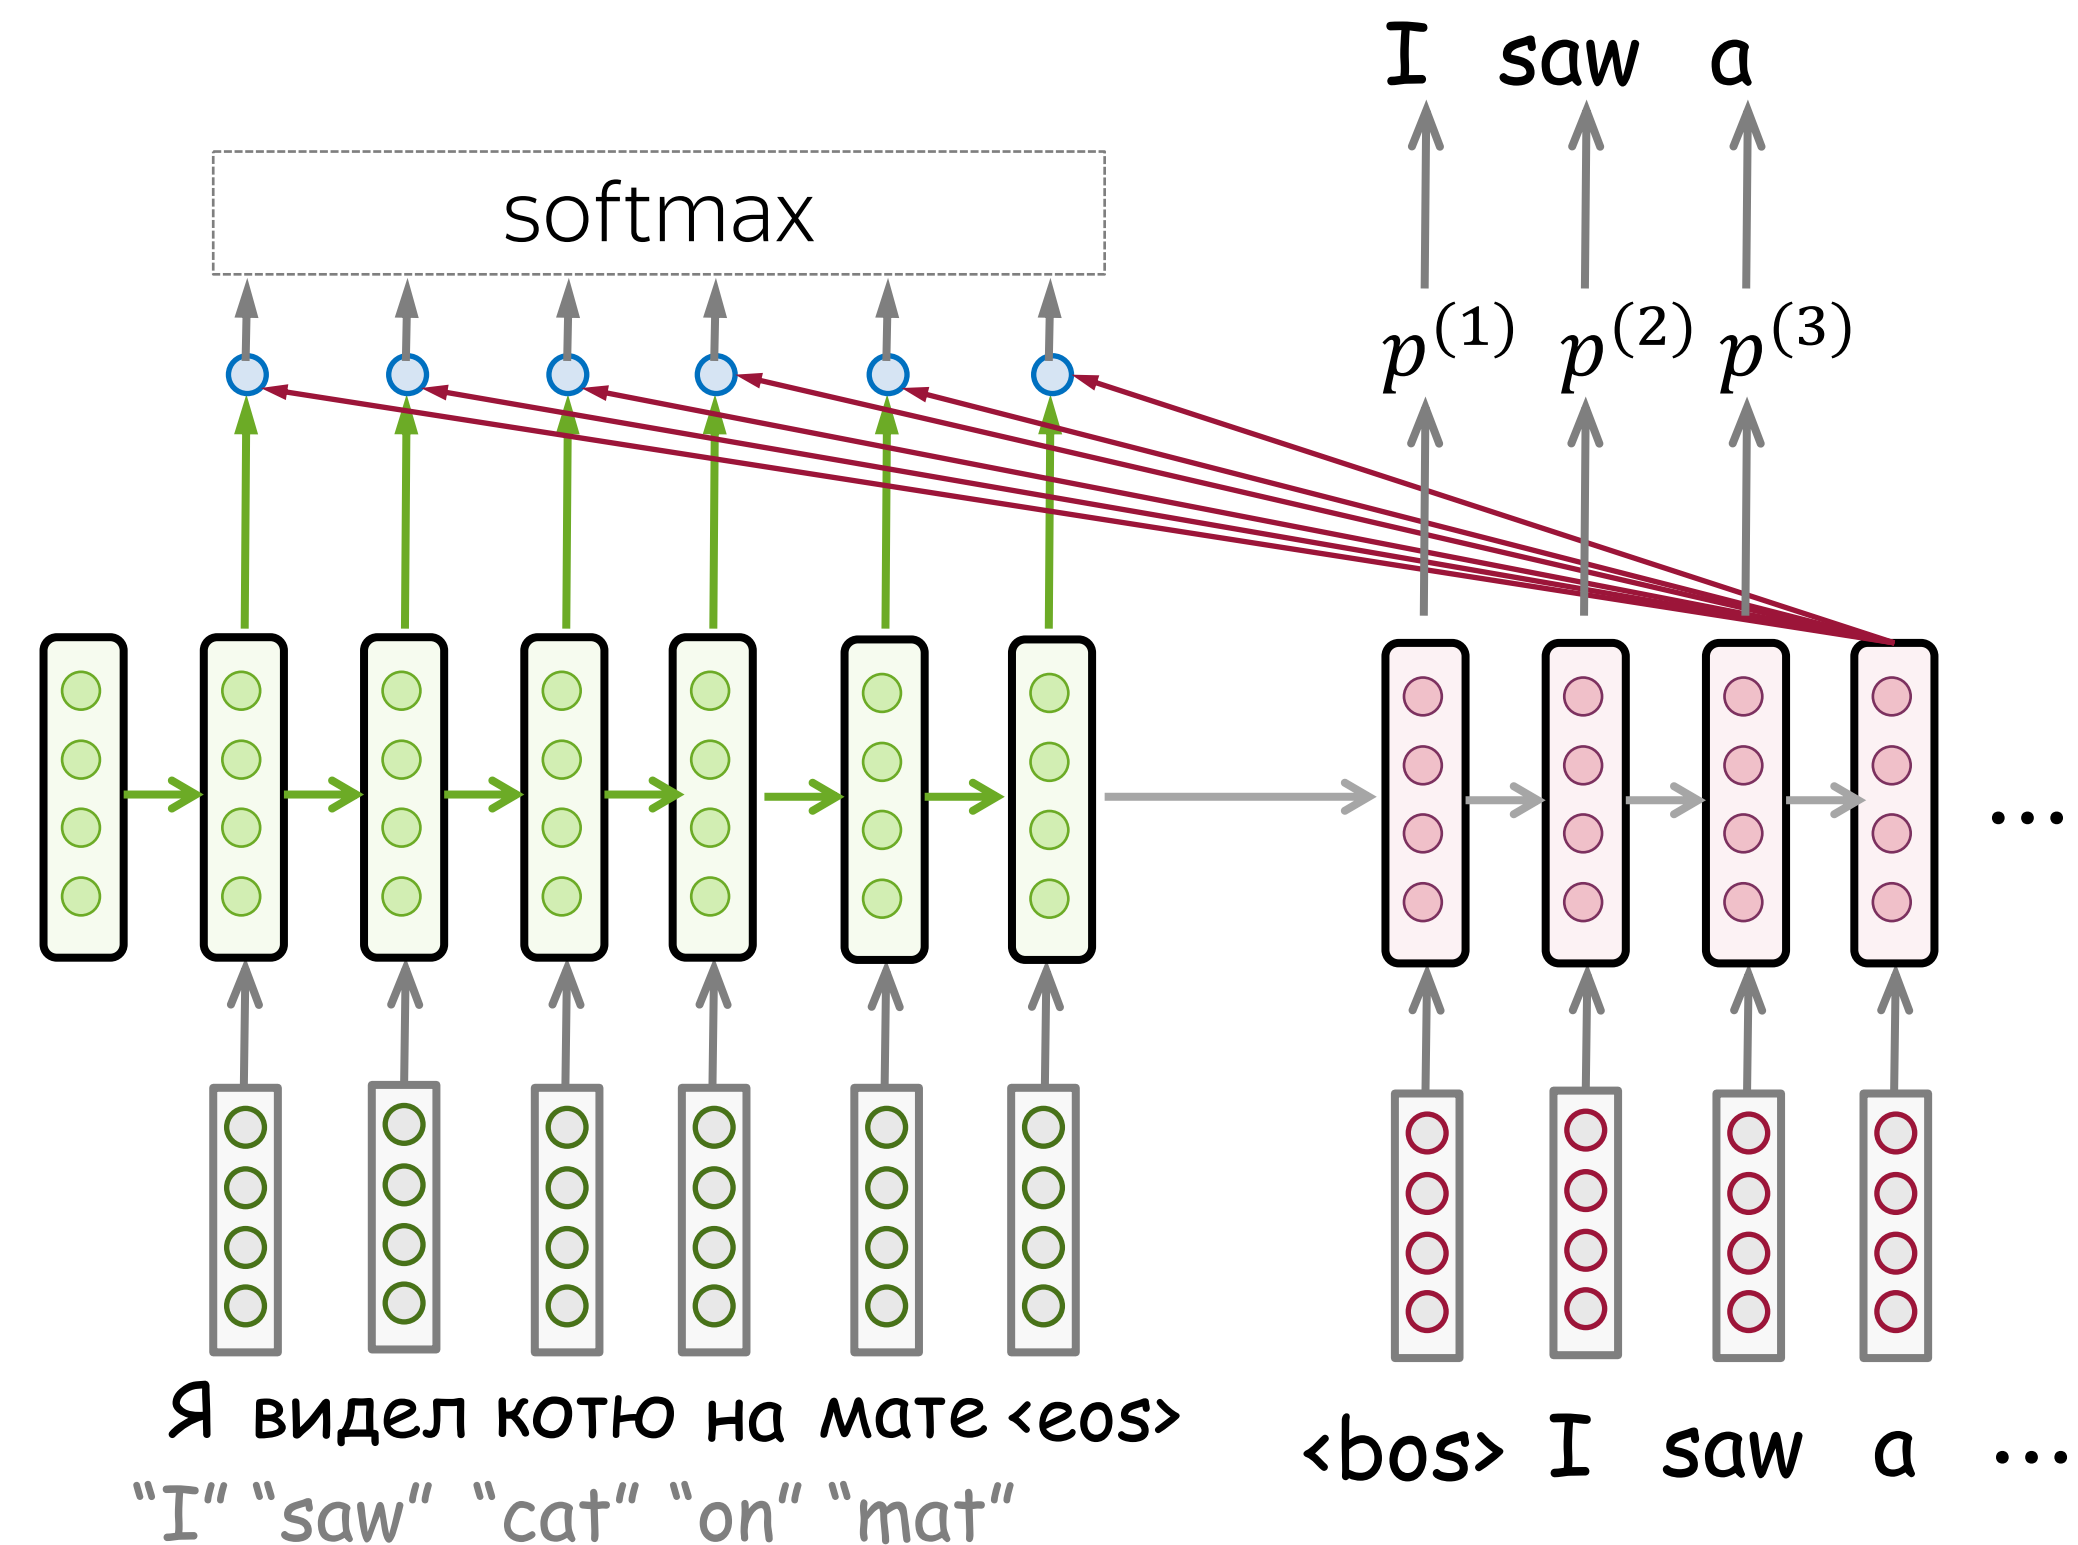 I saw a
softmax
p(1) p(2) p(3)
...
Я видел котю на мате <eos>
<bos> I saw a ...
“I“ “saw“ “cat“ “on“ “mat“